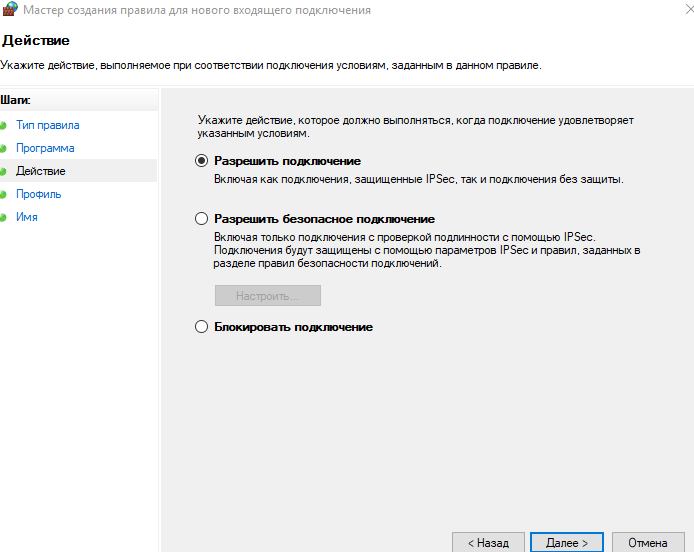 Мастер создания правила для нового входящего подключения
Действие
Укажите действие, выполняемое при соответствии подключения условиям, заданным в данном правиле.
Шаги:
Тип правила
Программа
Действие
Профиль
Имя
Укажите действие, которое должно выполняться, когда подключение удовлетворяет
указанным условиям.
Разрешить подключение
Включая как подключения, защищенные IPSec, так и подключения без защиты.
Разрешить безопасное подключение
Включая только подключения с проверкой подлинности с помощью IPSec.
Подключения будут защищены с помощью параметров IPSec и правил, заданных в
разделе правил безопасности подключений.
Настроить...
Блокировать подключение
< Назад
Далее >
Отмена